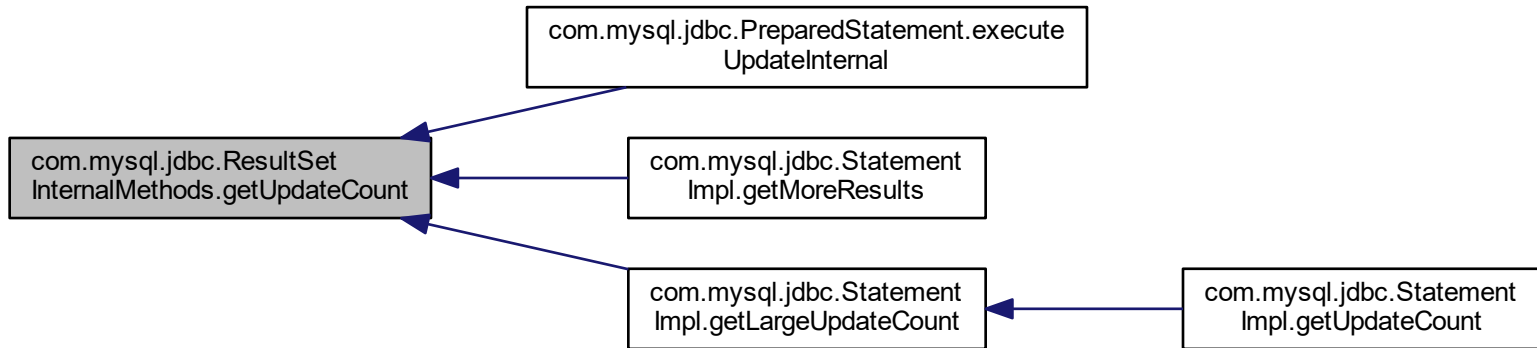 com.mysql.jdbc.PreparedStatement.execute
UpdateInternal
com.mysql.jdbc.ResultSet
InternalMethods.getUpdateCount
com.mysql.jdbc.Statement
Impl.getMoreResults
com.mysql.jdbc.Statement
Impl.getLargeUpdateCount
com.mysql.jdbc.Statement
Impl.getUpdateCount